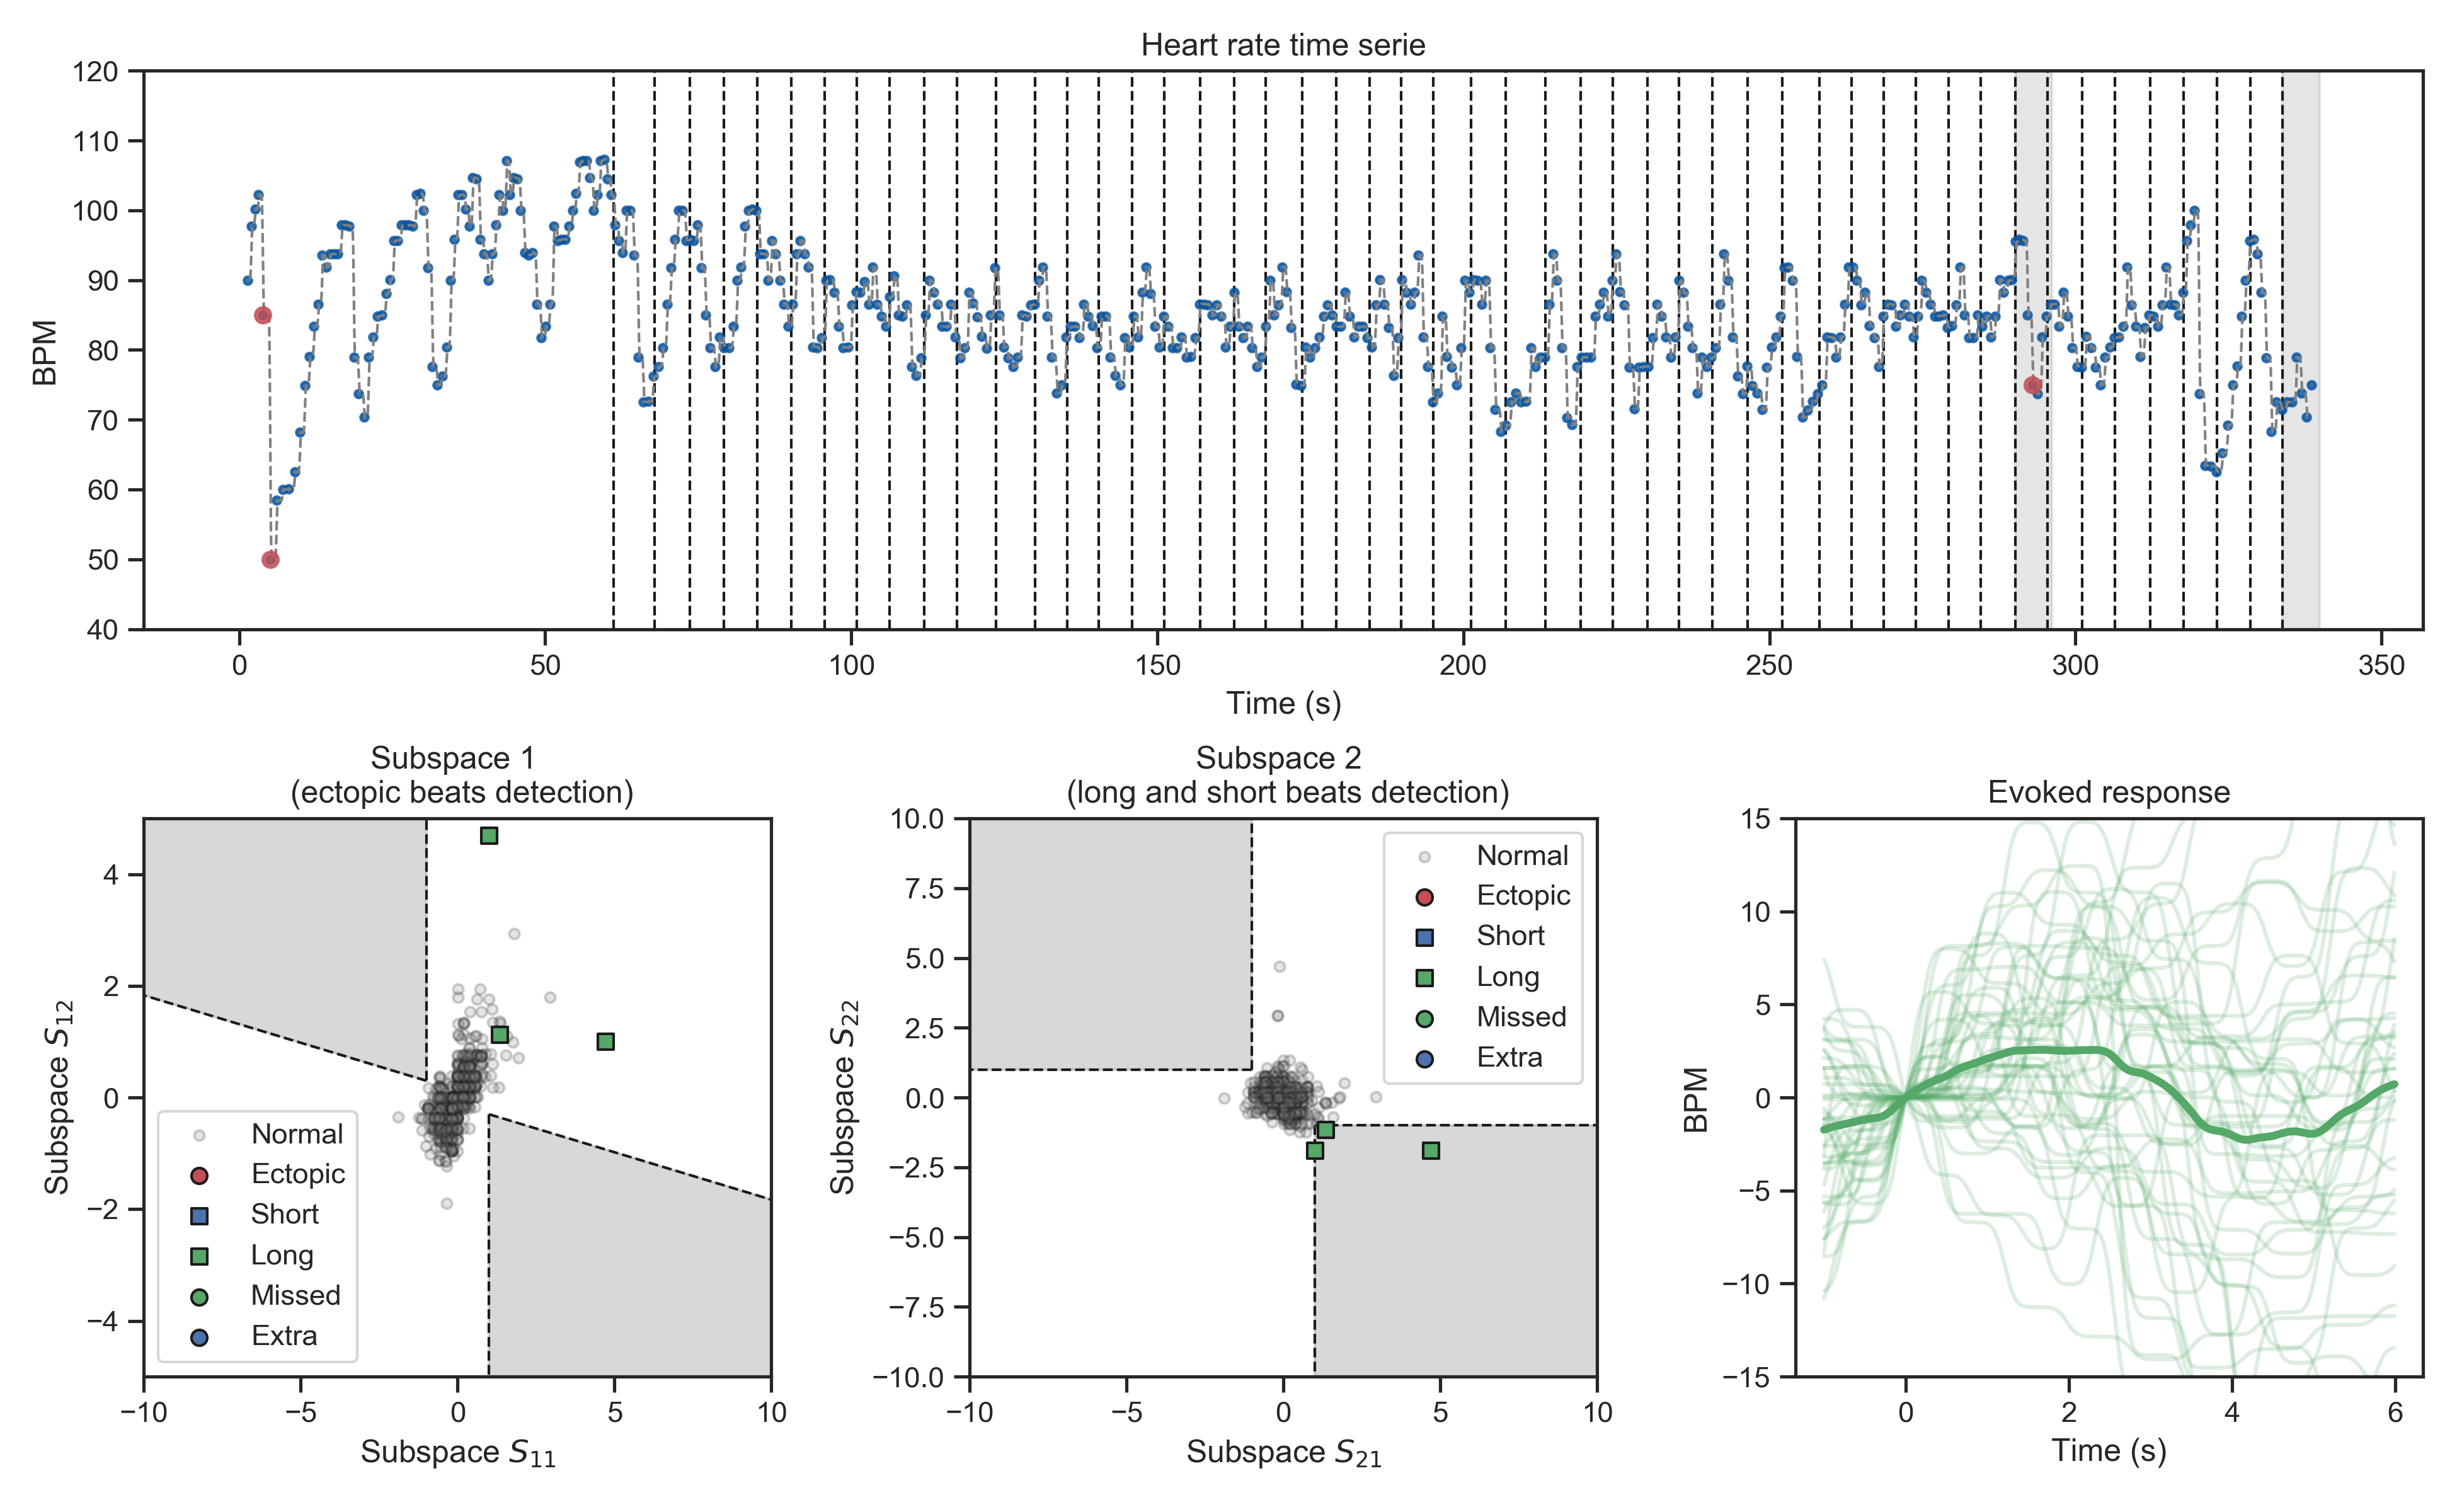 Heart rate time serie
120
110
100
90
80
70
60
50
40
BPM
0 50 100 150 200 250 300 350
Time (s)
Subspace 1
(ectopic beats detection)
4
2
0
−2
−4
Subspace S12
Normal
Ectopic
Short
Long
Missed
Extra
−10 −5 0 5 10
Subspace S11
Subspace 2
(long and short beats detection)
10.0
7.5
5.0
2.5
0.0
−2.5
−5.0
−7.5
−10.0
Subspace S22
Normal
Ectopic
Short
Long
Missed
Extra
−10 −5 0 5 10
Subspace S21
Evoked response
15
10
5
0
−5
−10
−15
BPM
0 2 4 6
Time (s)